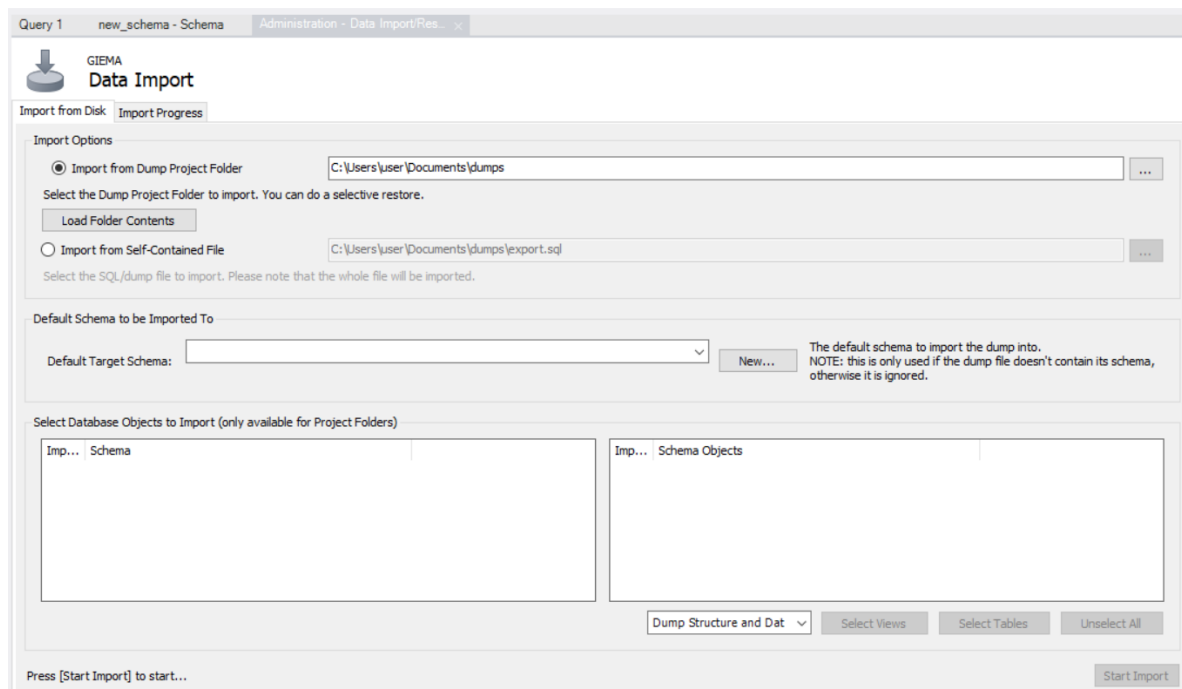 Query 1 new_schema - Schema Administration - Data Import/Res... ×
GIEMA
Data Import
Import from Disk Import Progress
Import Options
Import from Dump Project Folder C:\Users\user\Documents\dumps ...
Select the Dump Project Folder to import. You can do a selective restore.
Load Folder Contents
Import from Self-Contained File C:\Users\user\Documents\dumps\export.sql ...
Select the SQL/dump file to import. Please note that the whole file will be imported.
Default Schema to be Imported To
Default Target Schema: New...
The default schema to import the dump into.
NOTE: this is only used if the dump file doesn't contain its schema,
otherwise it is ignored.
Select Database Objects to Import (only available for Project Folders)
Imp... Schema Imp... Schema Objects
Dump Structure and Dat Select Views Select Tables Unselect All
Press [Start Import] to start... Start Import